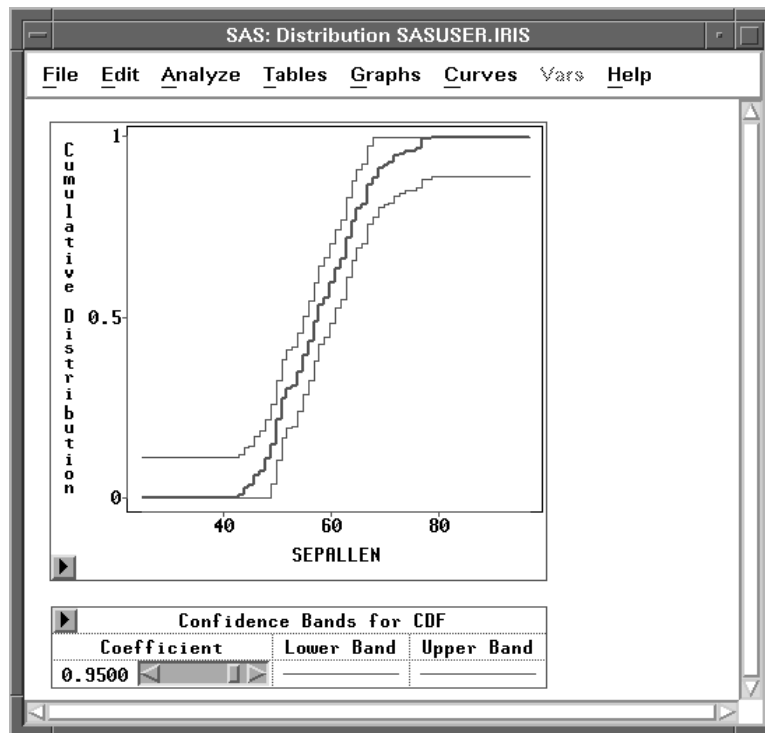 SAS: Distribution SASUSER.IRIS
File Edit Analyze Tables Graphs Curves Vars Help
Cumulative Distribution
1
0.5
0
40 60 80
SEPALLEN
Confidence Bands for CDF
Coefficient Lower Band Upper Band
0.9500